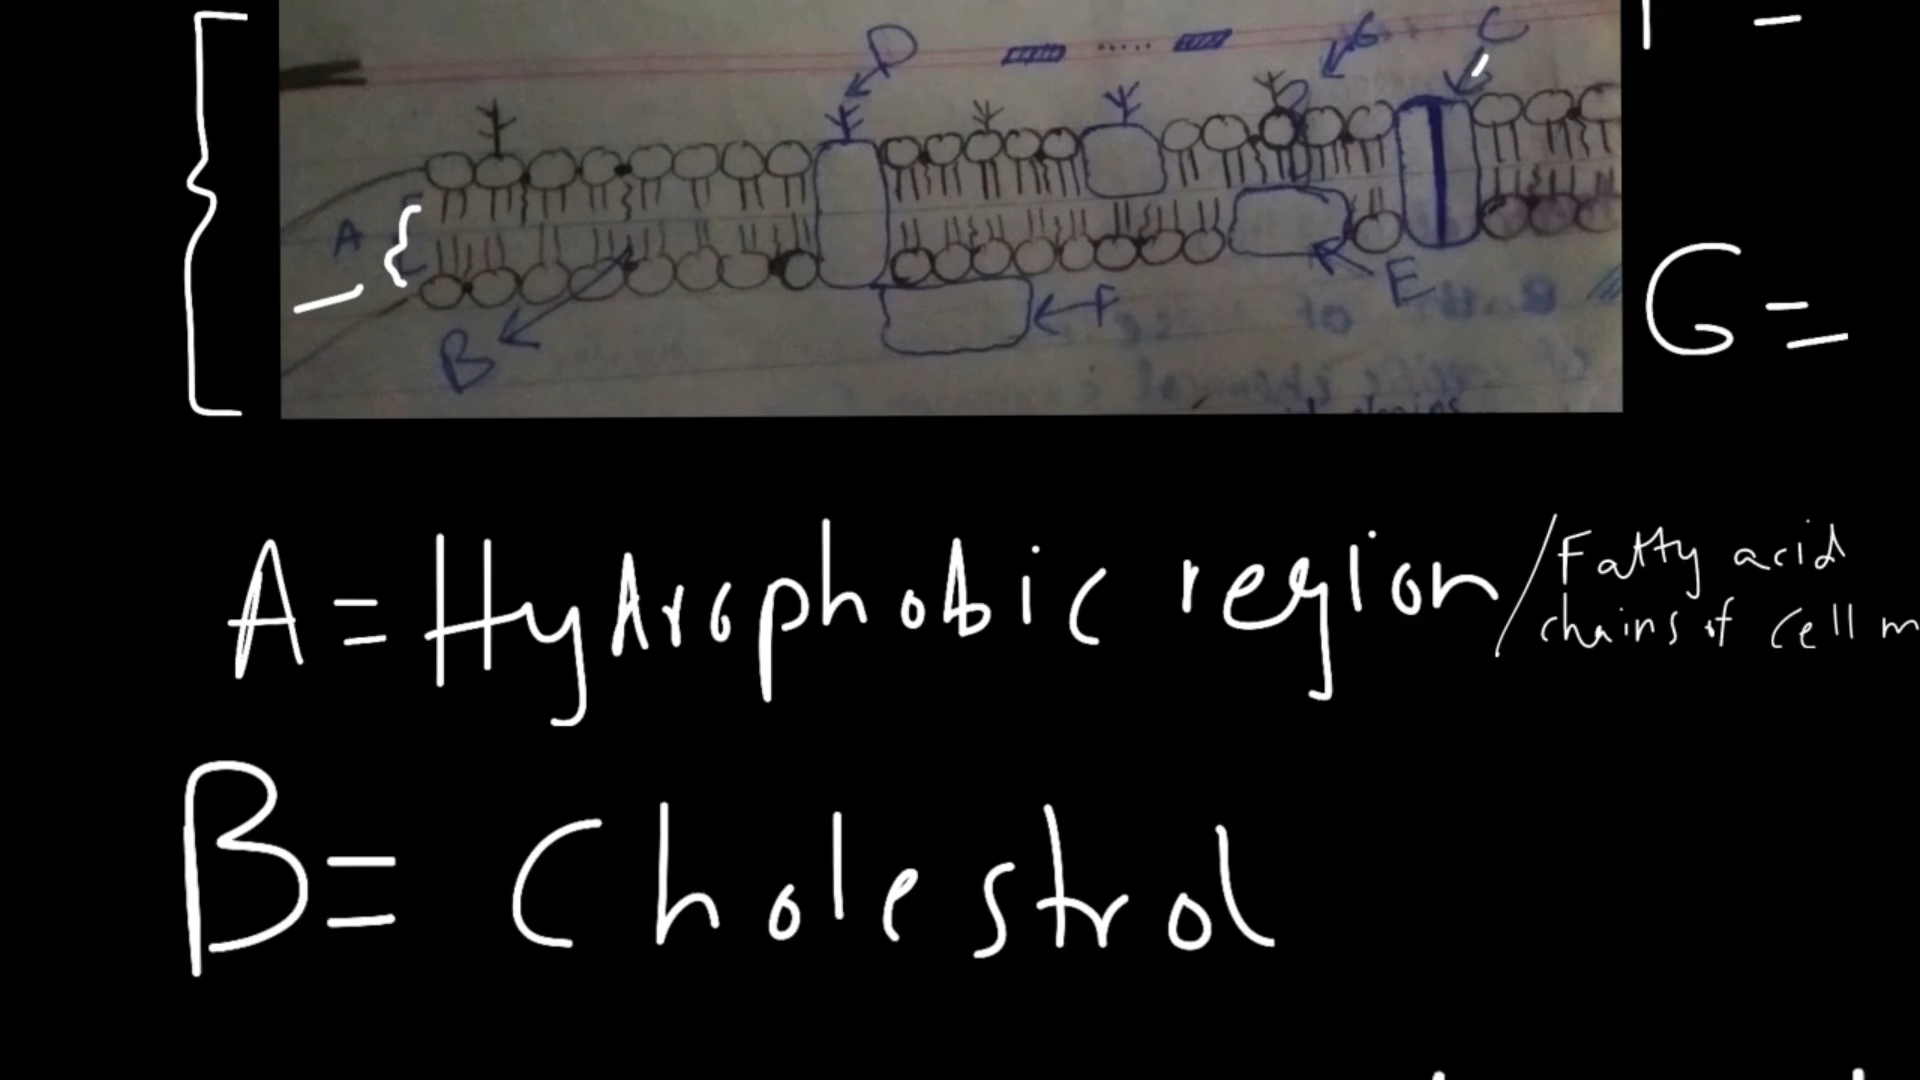 D
G
C
A
B
F
E
G=
A= Hydrophobic region/Fatty acid
chains of cell m
B= Cholestrol